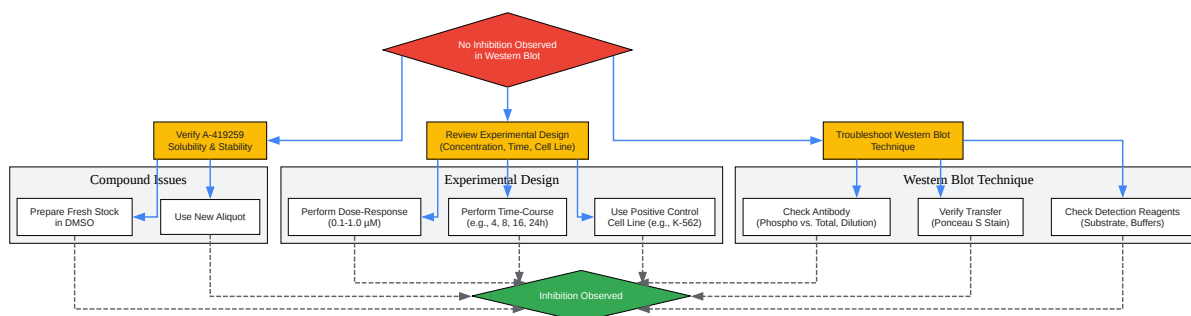 No Inhibition Observed
in Western Blot
Verify A-419259
Solubility & Stability
Review Experimental Design
(Concentration, Time, Cell Line)
Troubleshoot Western Blot
Technique
Compound Issues
Experimental Design
Western Blot Technique
Prepare Fresh Stock
in DMSO
Use New Aliquot
Perform Dose-Response
(0.1-1.0 µM)
Perform Time-Course
(e.g., 4, 8, 16, 24h)
Use Positive Control
Cell Line (e.g., K-562)
Check Antibody
(Phospho vs. Total, Dilution)
Verify Transfer
(Ponceau S Stain)
Check Detection Reagents
(Substrate, Buffers)
Inhibition Observed